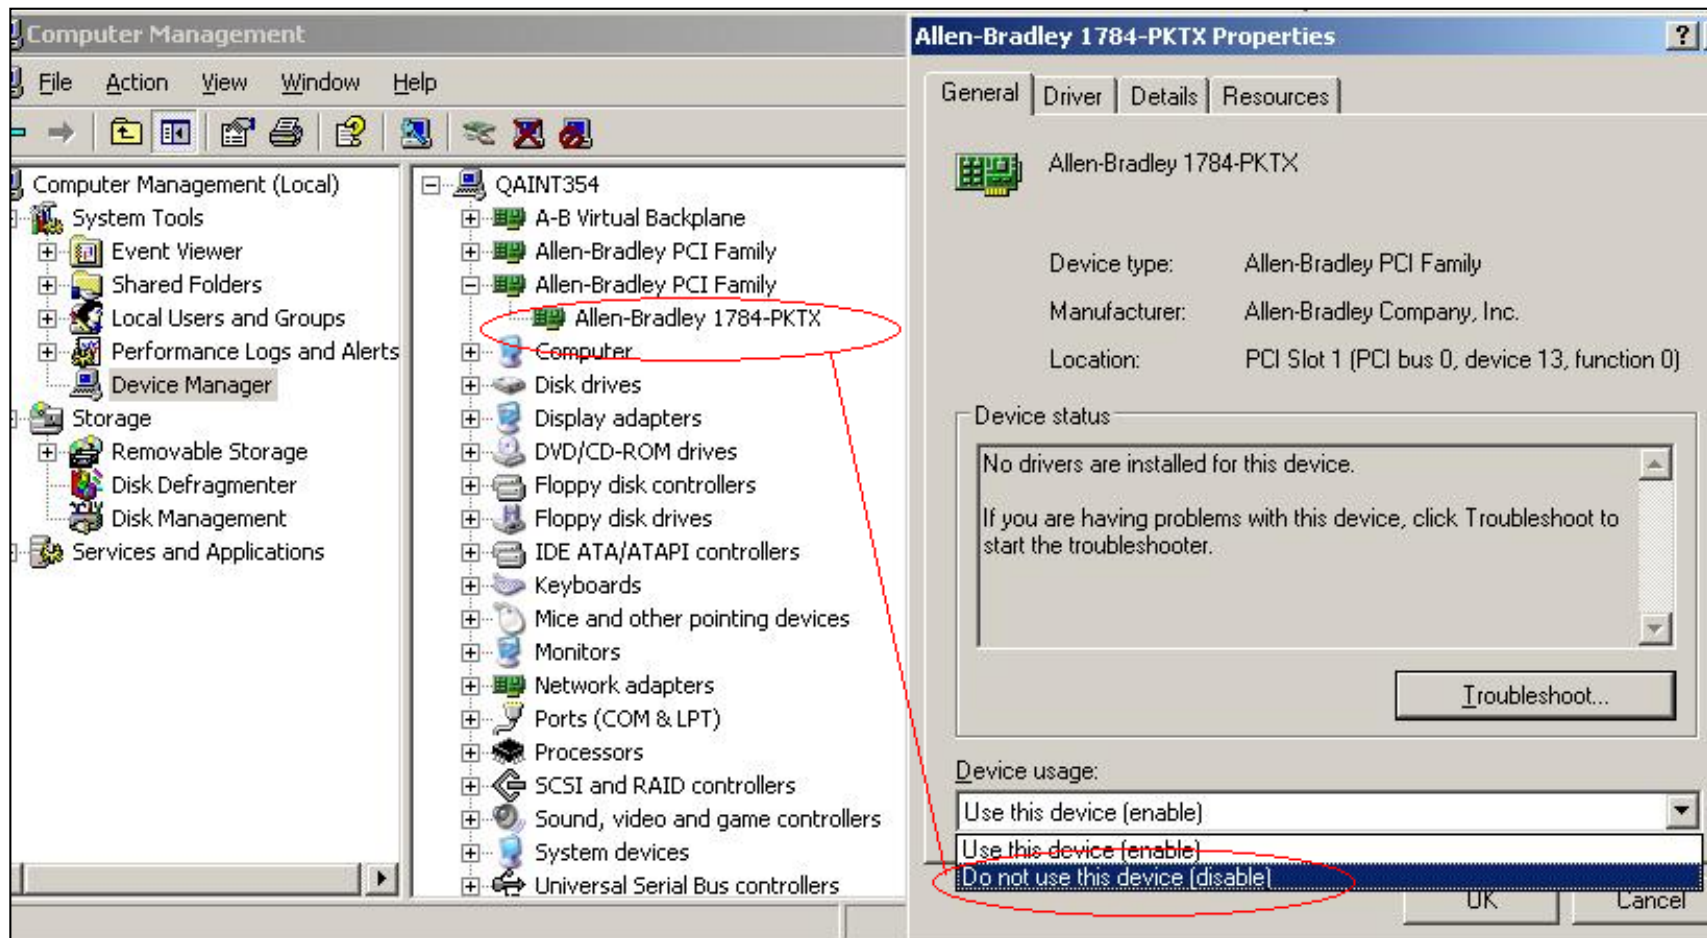 Computer Management
File Action View Window Help
Computer Management (Local)
System Tools
Event Viewer
Shared Folders
Local Users and Groups
Performance Logs and Alerts
Device Manager
Storage
Removable Storage
Disk Defragmenter
Disk Management
Services and Applications
QAINT354
A-B Virtual Backplane
Allen-Bradley PCI Family
Allen-Bradley PCI Family
Allen-Bradley 1784-PKTX
Computer
Disk drives
Display adapters
DVD/CD-ROM drives
Floppy disk controllers
Floppy disk drives
IDE ATA/ATAPI controllers
Keyboards
Mice and other pointing devices
Monitors
Network adapters
Ports (COM & LPT)
Processors
SCSI and RAID controllers
Sound, video and game controllers
System devices
Universal Serial Bus controllers
Allen-Bradley 1784-PKTX Properties
General Driver Details Resources
Allen-Bradley 1784-PKTX
Device type: Allen-Bradley PCI Family
Manufacturer: Allen-Bradley Company, Inc.
Location: PCI Slot 1 (PCI bus 0, device 13, function 0)
Device status
No drivers are installed for this device.
If you are having problems with this device, click Troubleshoot to
start the troubleshooter.
Troubleshoot...
Device usage:
Use this device (enable)
Use this device (enable)
Do not use this device (disable)
OK Cancel